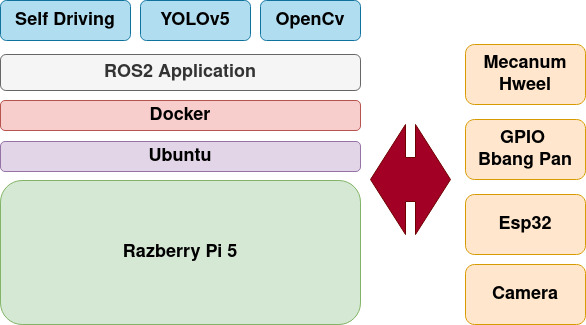 Self Driving
YOLOv5
OpenCv
ROS2 Application
Docker
Ubuntu
Razberry Pi 5
Mecanum
Hweel
GPIO
Bbang Pan
Esp32
Camera